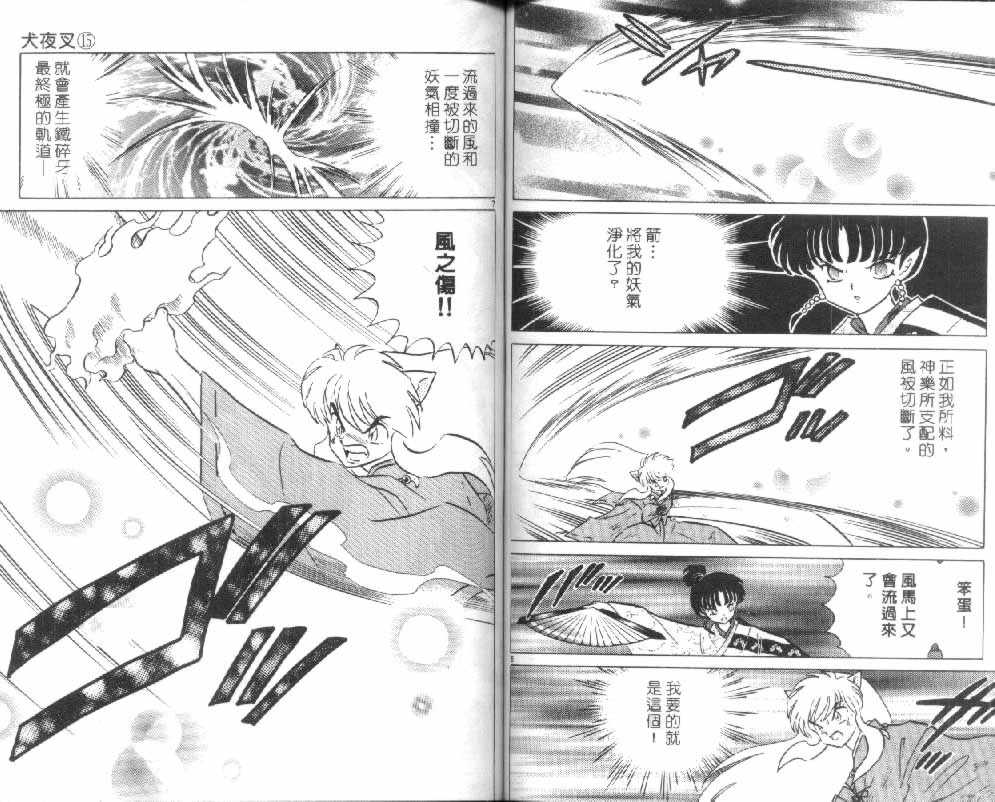 箭⋯
將我的妖氣
淨化了？
正如我所料，
神樂所支配的
風被切斷了。
笨蛋！
風馬上又
會流過來
了。
我要的就
是這個！
犬夜叉⑮
流過來的風和
一度被切斷的
妖氣相撞⋯
就會產生鐵碎牙
最終極的軌道—
風之傷!!